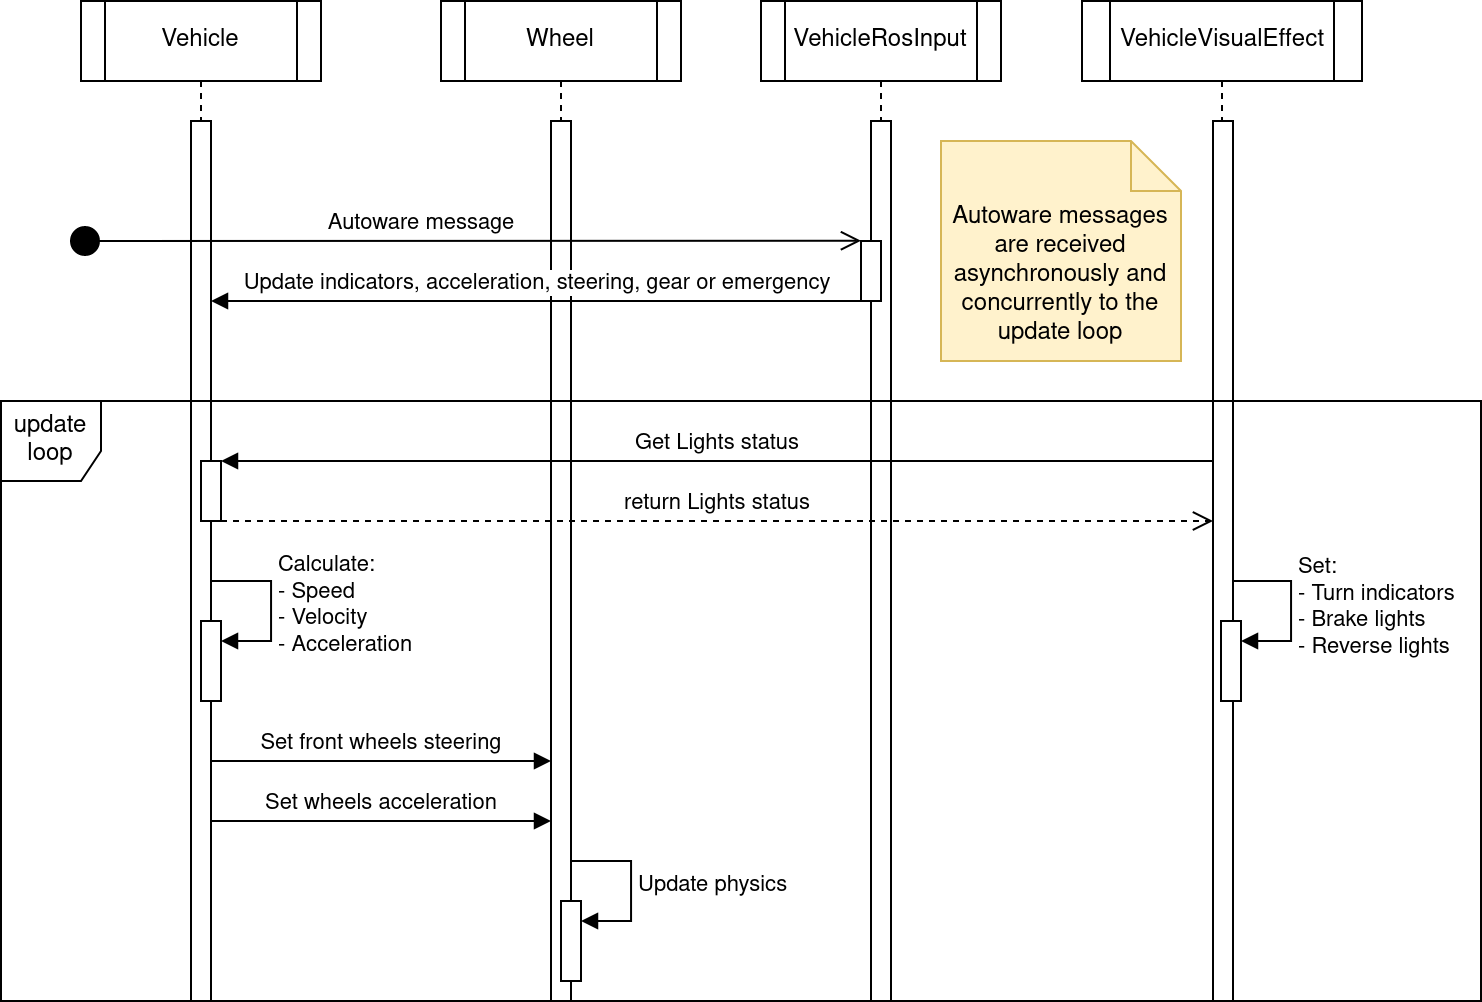 Vehicle
Wheel
VehicleRosInput
VehicleVisualEffect
Autoware message
Update indicators, acceleration, steering, gear or emergency
Autoware messages
are received
asynchronously and
concurrently to the
update loop
update
loop
Get Lights status
return Lights status
Calculate:
- Speed
- Velocity
- Acceleration
Set:
- Turn indicators
- Brake lights
- Reverse lights
Set front wheels steering
Set wheels acceleration
Update physics